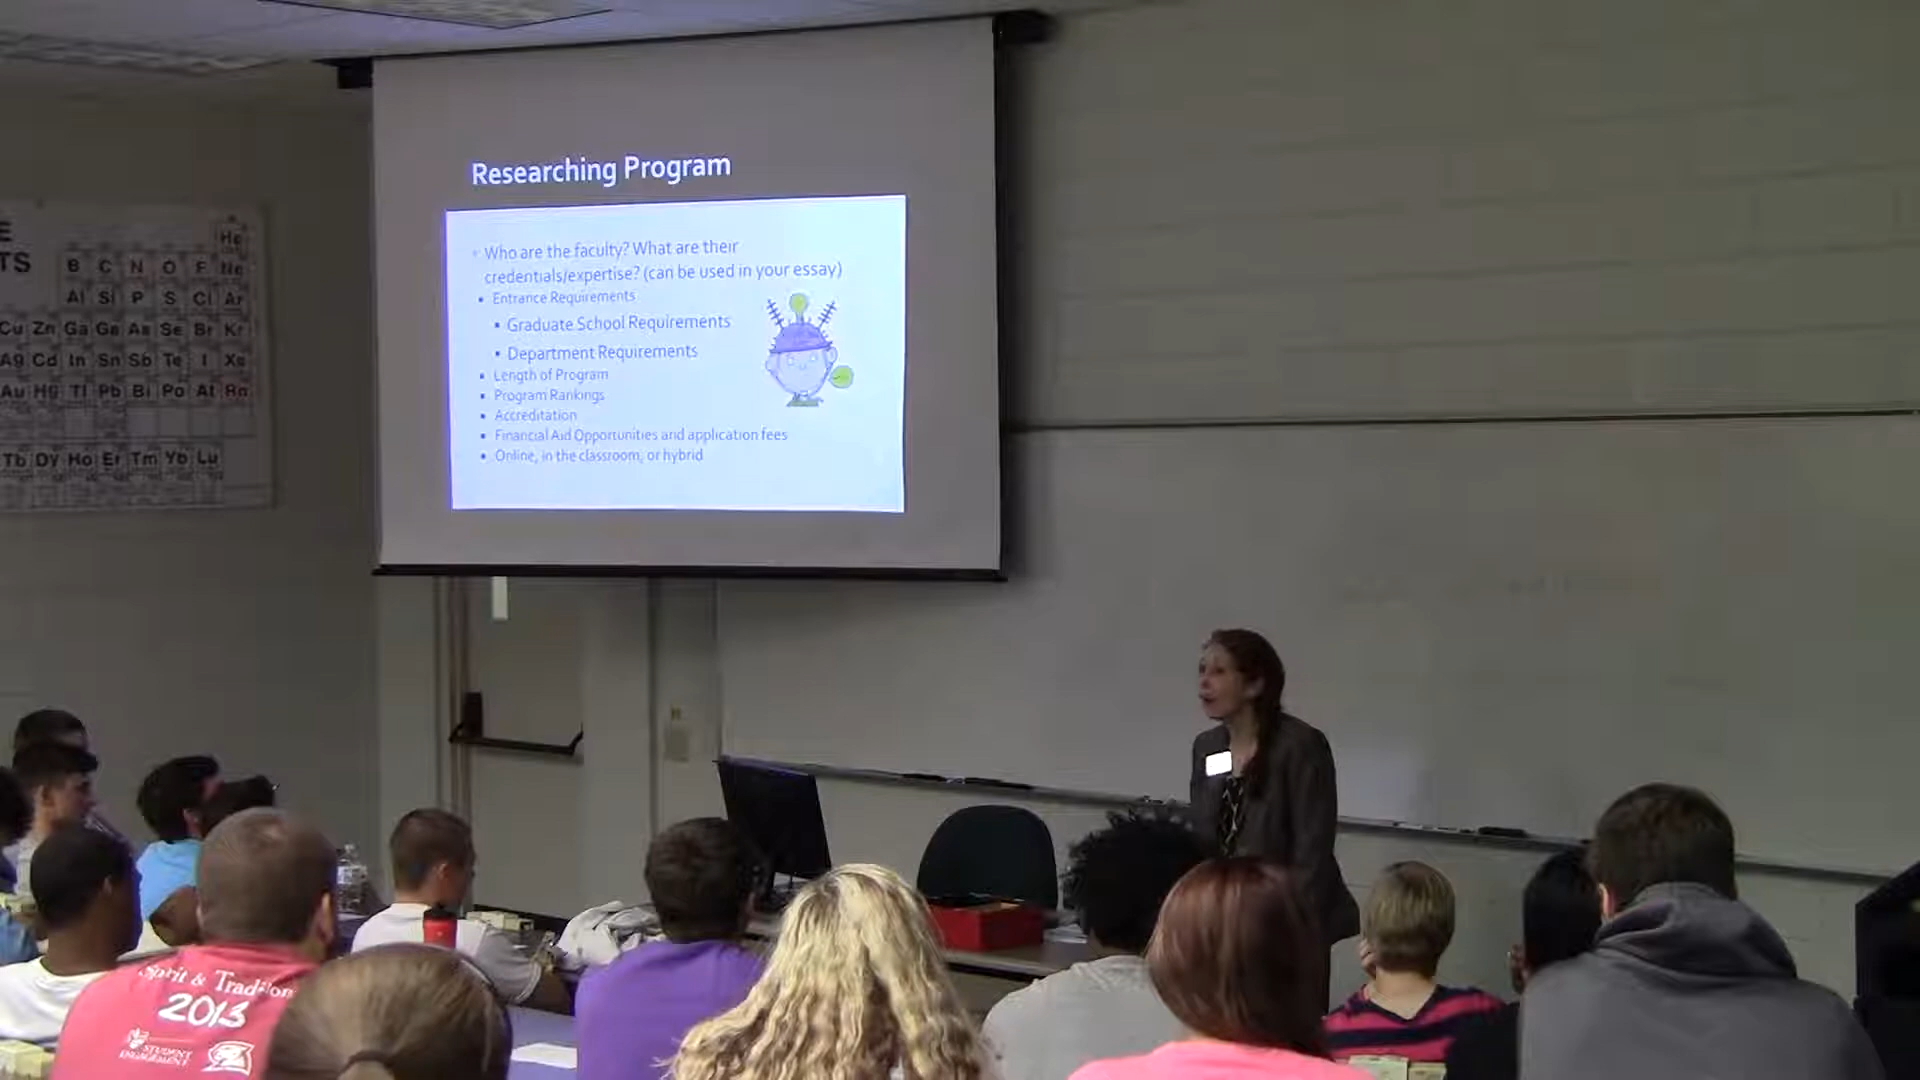 Researching Program
Who are the faculty? What are their
credentials/expertise? (can be used in your essay)
Entrance Requirements
Graduate School Requirements
Department Requirements
Length of Program
Program Rankings
Accreditation
Financial Aid Opportunities and application fees
Online, in the classroom, or hybrid
E
TS
He
B C N O F Ne
Al Si P S Cl Ar
Cu Zn Ga Ge As Se Br Kr
Ag Cd In Sn Sb Te I Xe
Au Hg Tl Pb Bi Po At Rn
Tb Dy Ho Er Tm Yb Lu
Spirit & Tradition
2013
STUDENT
ENGAGEMENT